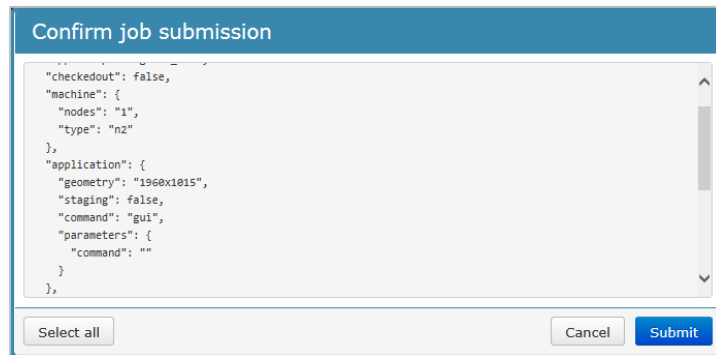 Confirm job submission
"checkedout": false,
"machine": {
"nodes": "1",
"type": "n2"
},
"application": {
"geometry": "1960x1015",
"staging": false,
"command": "gui",
"parameters": {
"command": ""
}
},
Select all
Cancel
Submit